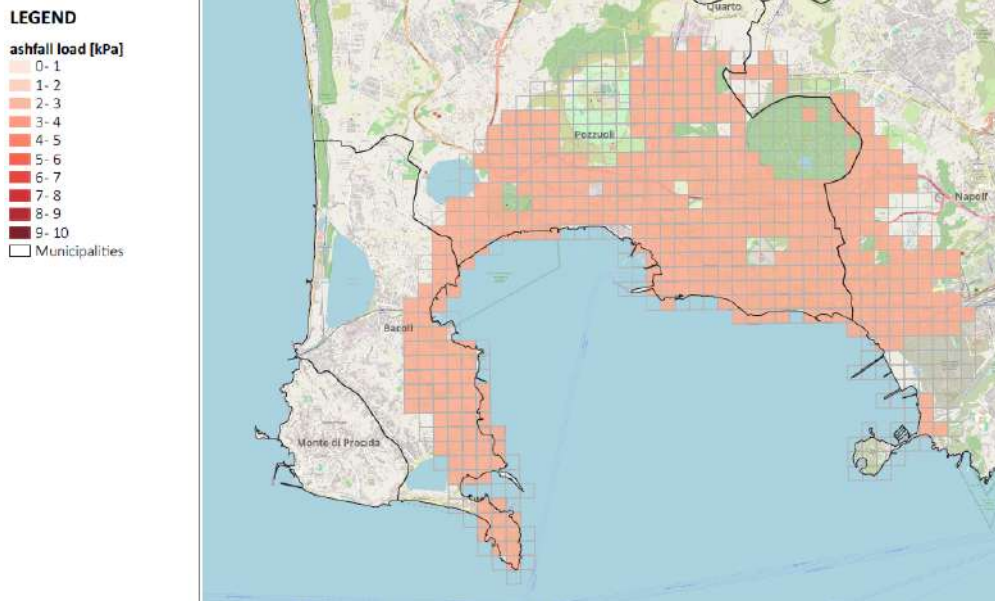 LEGEND
ashfall load [kPa]
0- 1
1- 2
2- 3
3- 4
4- 5
5- 6
6- 7
7- 8
8- 9
9- 10
Municipalities
Quarto
Pozzuoli
Napoli
Bacoli
Monte di Procida